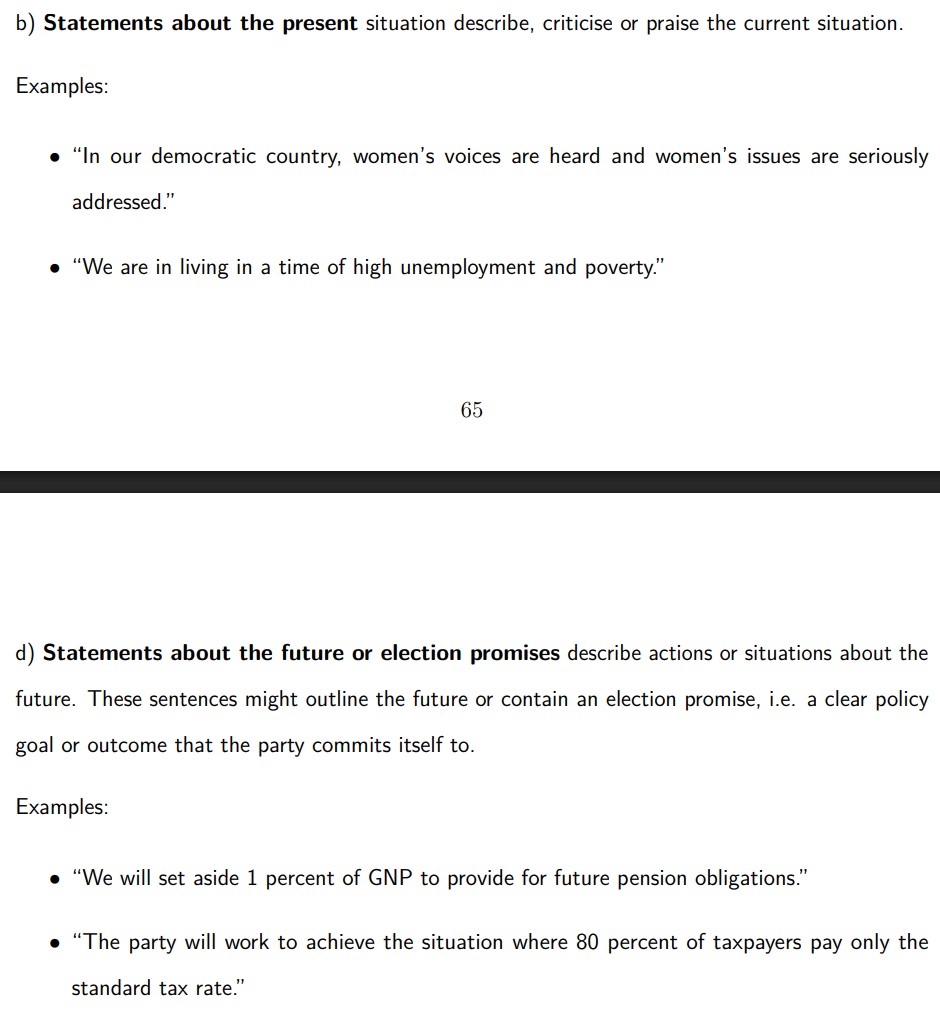 b) Statements about the present situation describe, criticise or praise the current situation.
Examples:
• “In our democratic country, women’s voices are heard and women’s issues are seriously
addressed.”
• “We are in living in a time of high unemployment and poverty.”
65
d) Statements about the future or election promises describe actions or situations about the
future. These sentences might outline the future or contain an election promise, i.e. a clear policy
goal or outcome that the party commits itself to.
Examples:
• “We will set aside 1 percent of GNP to provide for future pension obligations.”
• “The party will work to achieve the situation where 80 percent of taxpayers pay only the
standard tax rate.”